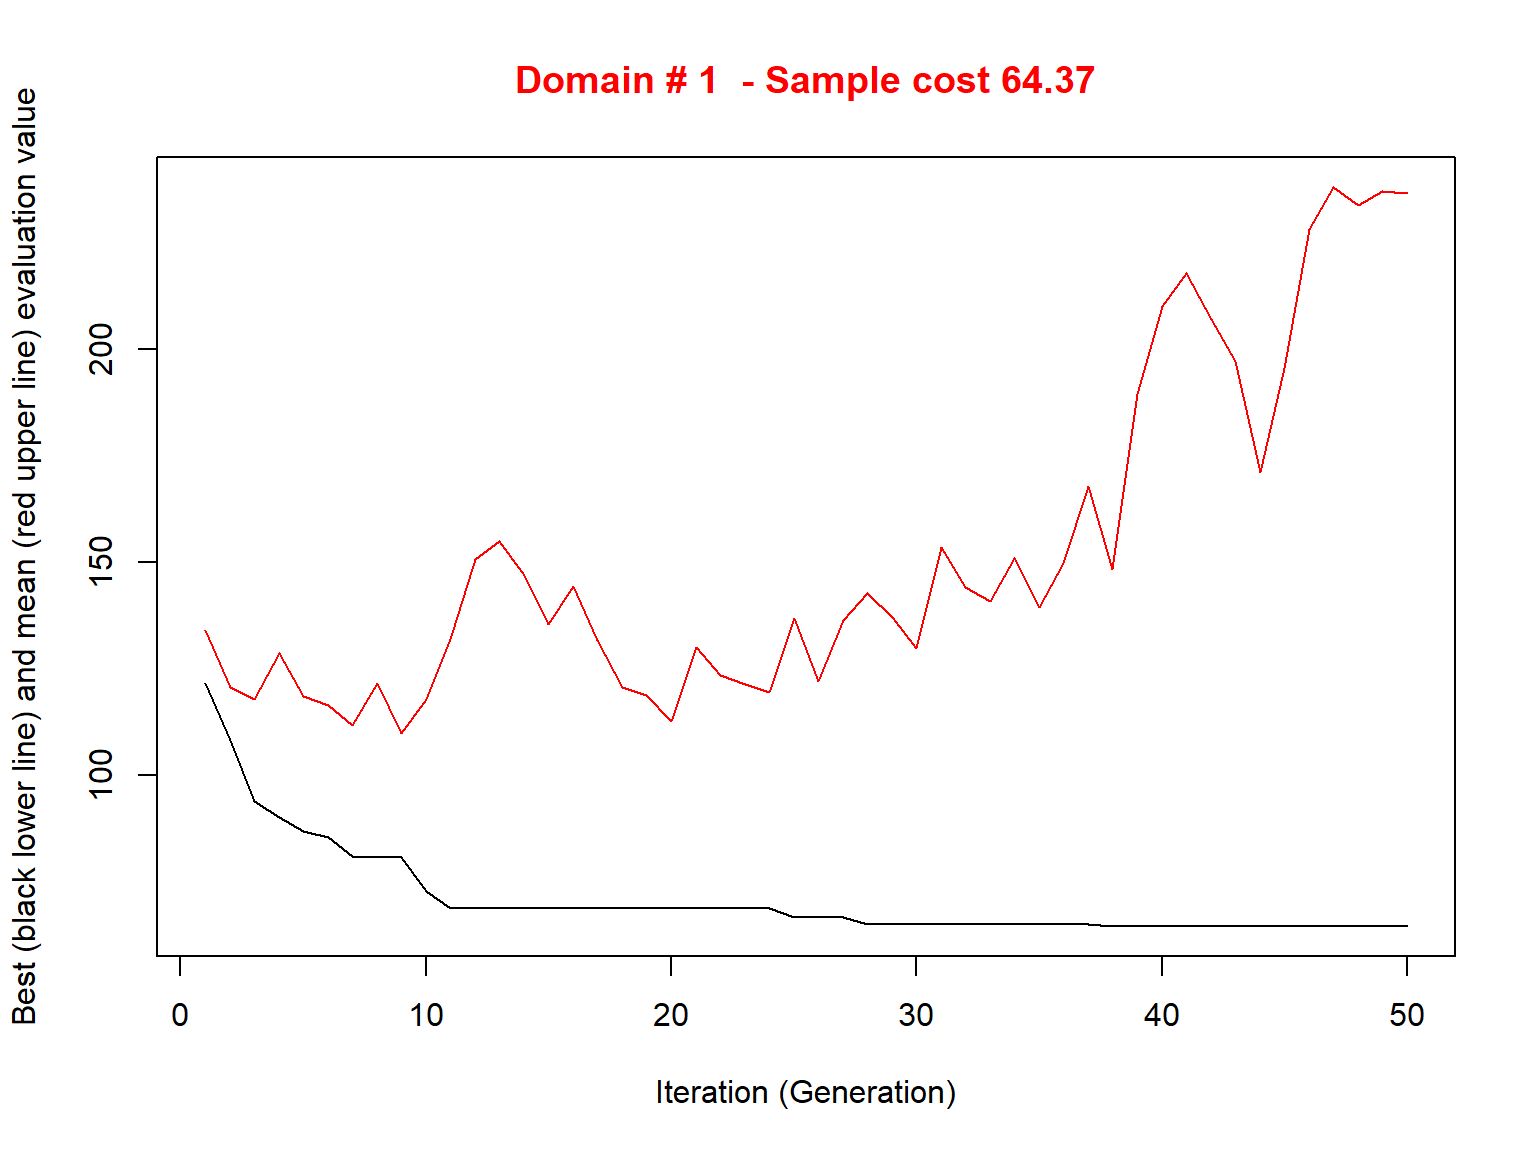 Domain # 1  - Sample cost 64.37
Best (black lower line) and mean (red upper line) evaluation value
200
150
100
0 10 20 30 40 50
Iteration (Generation)